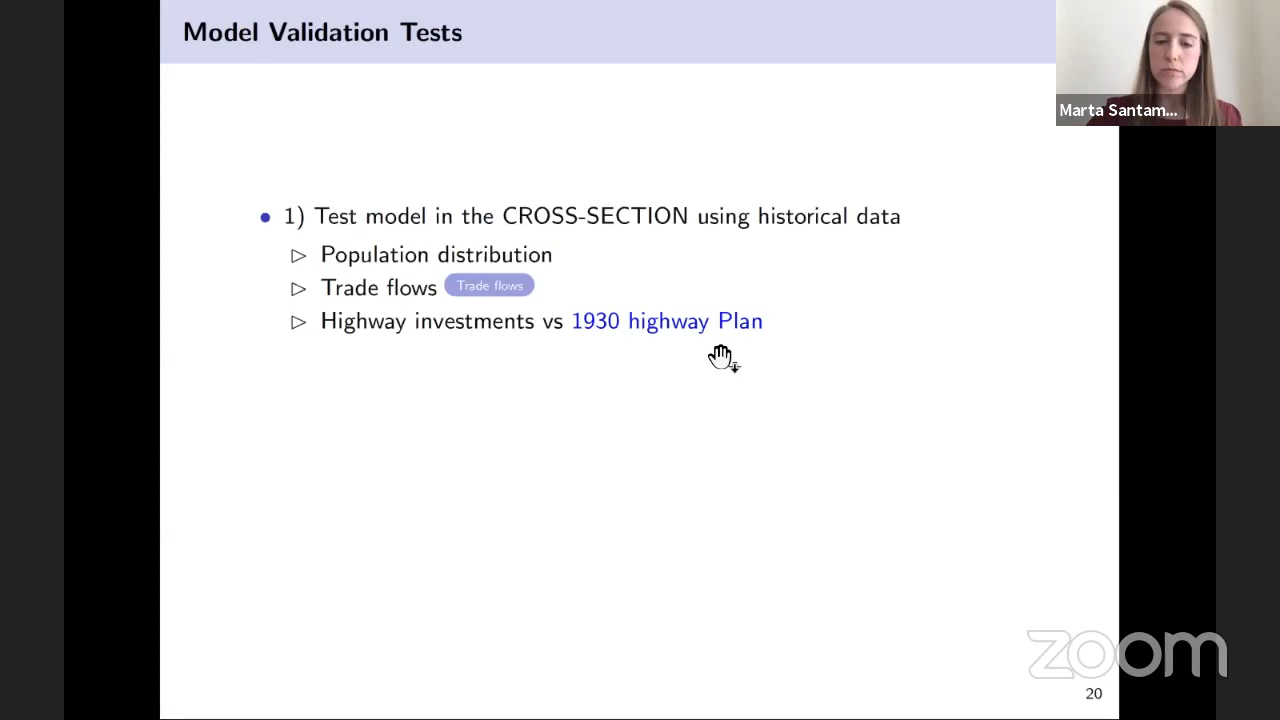 Model Validation Tests
Marta Santam...
• 1) Test model in the CROSS-SECTION using historical data
▷ Population distribution
▷ Trade flows Trade flows
▷ Highway investments vs 1930 highway Plan
zoom
20